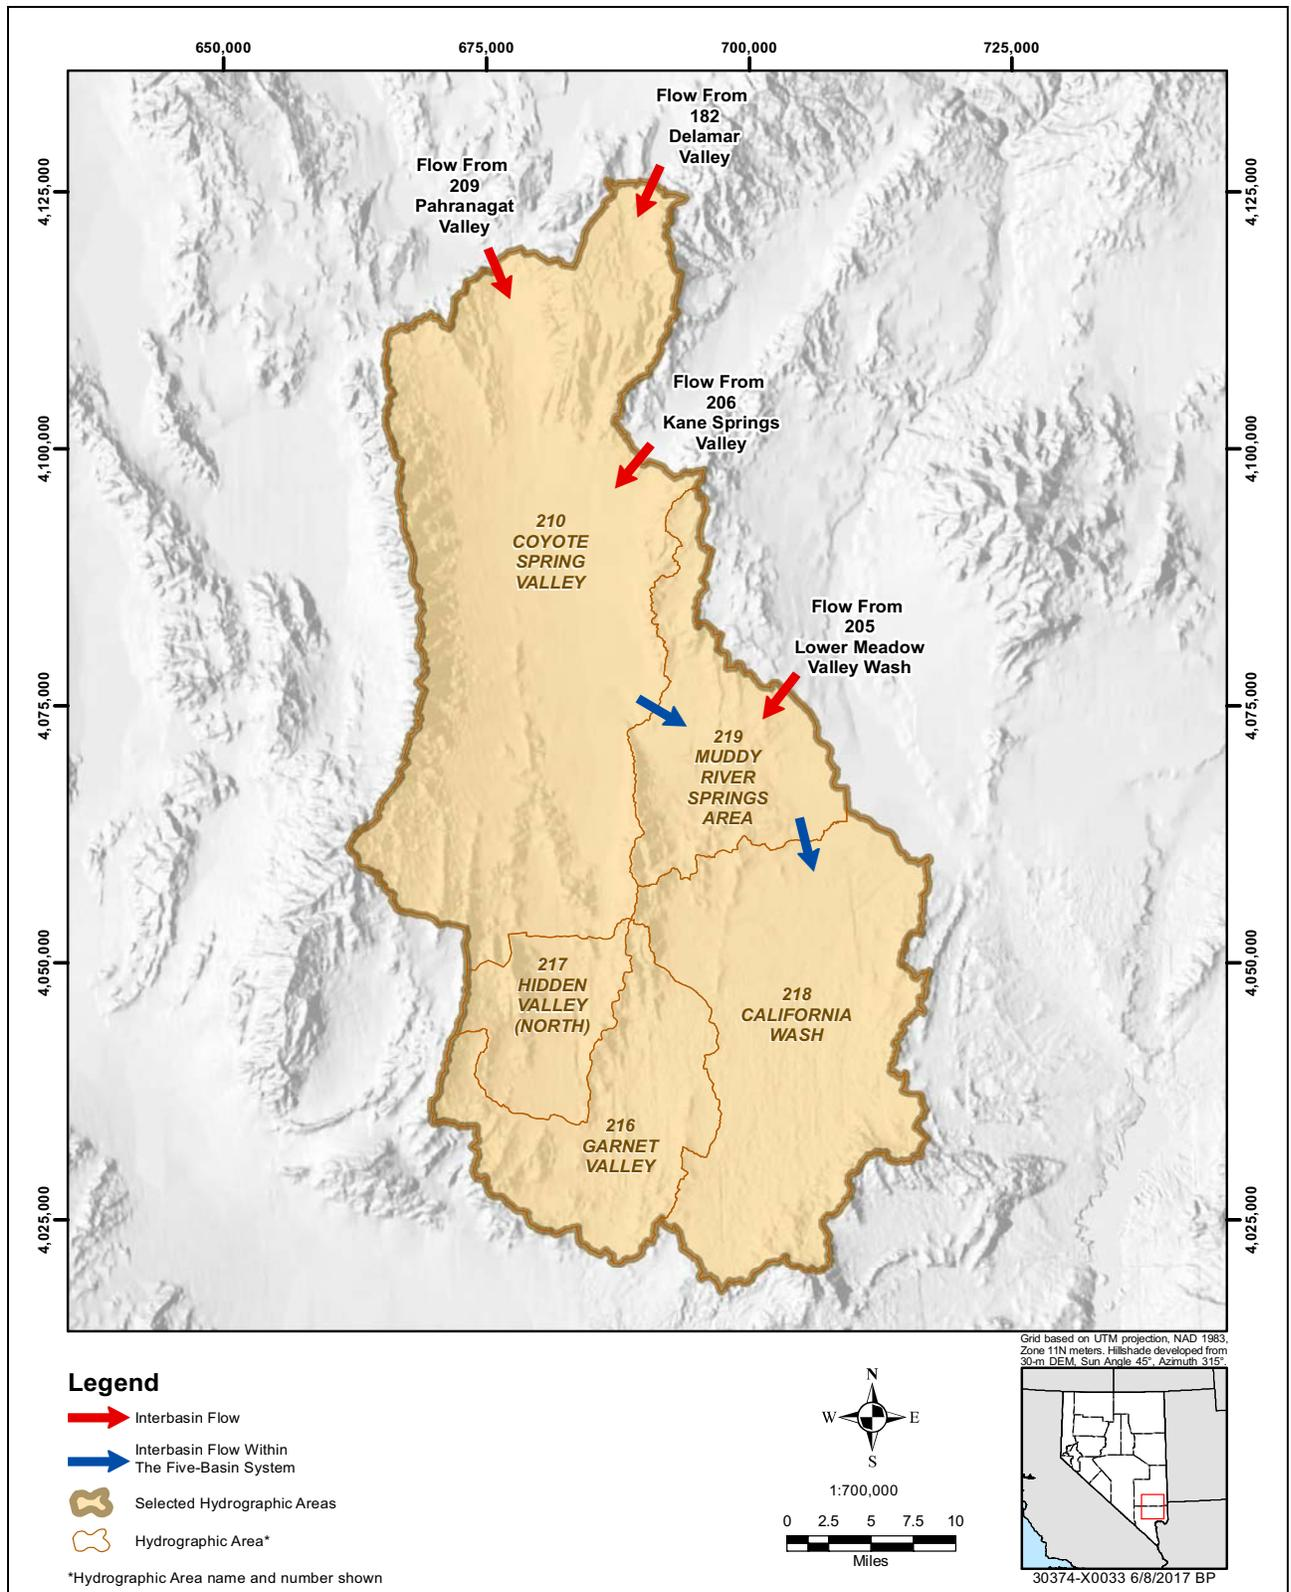 650,000
675,000
700,000
725,000
Flow From
182
Delamar
Valley
Flow From
209
Pahranagat
Valley
4,125,000
4,125,000
Flow From
206
Kane Springs
Valley
4,100,000
4,100,000
210
COYOTE
SPRING
VALLEY
Flow From
205
Lower Meadow
Valley Wash
4,075,000
4,075,000
219
MUDDY
RIVER
SPRINGS
AREA
4,050,000
4,050,000
217
HIDDEN
VALLEY
(NORTH)
218
CALIFORNIA
WASH
216
GARNET
VALLEY
4,025,000
4,025,000
Grid based on UTM projection, NAD 1983,
Zone 11N meters. Hillshade developed from
30-m DEM, Sun Angle 45°, Azimuth 315°.
Legend
Interbasin Flow
Interbasin Flow Within
The Five-Basin System
Selected Hydrographic Areas
Hydrographic Area*
*Hydrographic Area name and number shown
N
W E
S
1:700,000
0 2.5 5 7.5 10
Miles
30374-X0033 6/8/2017 BP